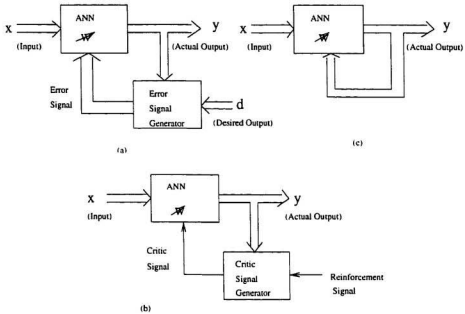 ANN
x
(Input)
W
y
(Actual Output)
Error
Signal
Error
Signal
Generator
d
(Desired Output)
(a)
ANN
x
(Input)
W
y
(Actual Output)
(c)
ANN
x
(Input)
W
y
(Actual Output)
Critic
Signal
Critic
Signal
Generator
Reinforcement
Signal
(b)